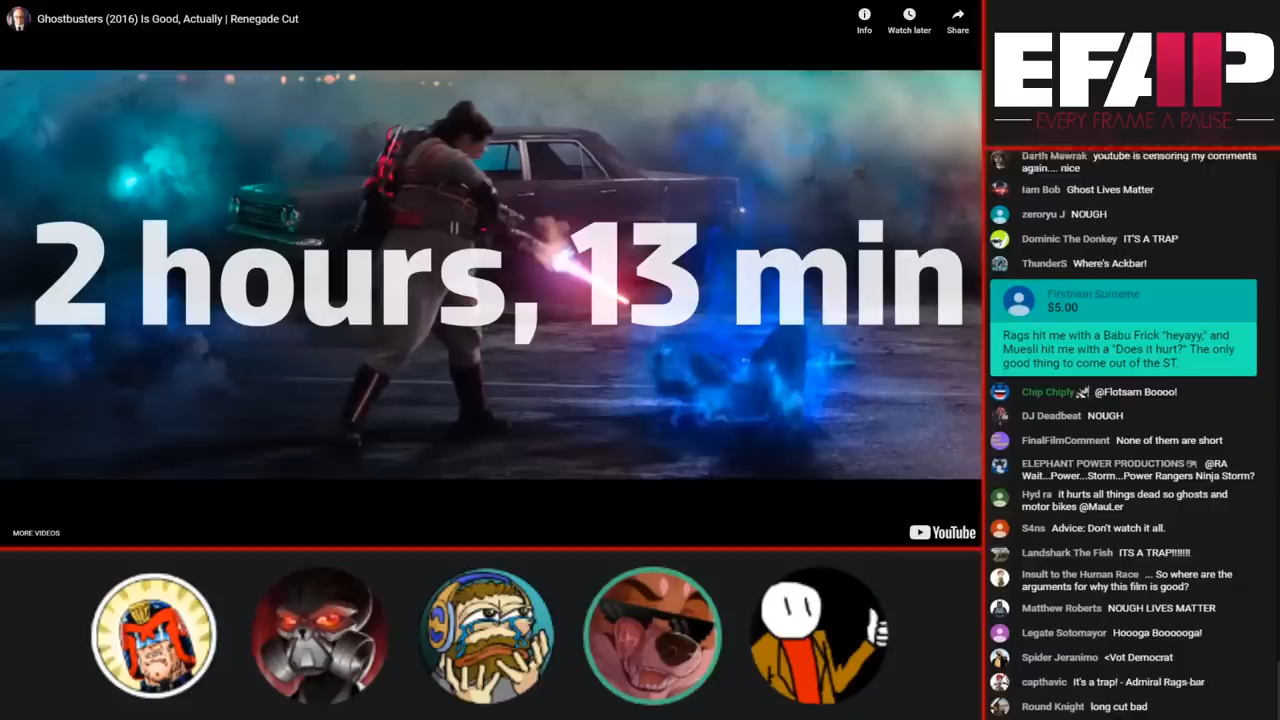 Ghostbusters (2016) Is Good, Actually | Renegade Cut
Info
Watch later
Share
2 hours, 13 min
MORE VIDEOS
YouTube
EFAP
EVERY FRAME A PAUSE
Darth Mawrak youtube is censoring my comments
again.... nice
Iam Bob Ghost Lives Matter
zeroryu J NOUGH
Dominic The Donkey IT'S A TRAP
ThunderS Where's Ackbar!
Firstnam Surname
$5.00
Rags hit me with a Babu Frick "heyayy," and
Muesli hit me with a "Does it hurt?" The only
good thing to come out of the ST.
Chip Chiply @Flotsam Boooo!
DJ Deadbeat NOUGH
FinalFilmComment None of them are short
ELEPHANT POWER PRODUCTIONS @RA
Wait...Power...Storm...Power Rangers Ninja Storm?
Hyd ra it hurts all things dead so ghosts and
motor bikes @MauLer
S4ns Advice: Don't watch it all.
Landshark The Fish ITS A TRAP!!!!!!!
Insult to the Human Race ... So where are the
arguments for why this film is good?
Matthew Roberts NOUGH LIVES MATTER
Legate Sotomayor Hoooga Boooooga!
Spider Jeranimo <Vot Democrat
capthavic It's a trap! - Admiral Rags-bar
Round Knight long cut bad